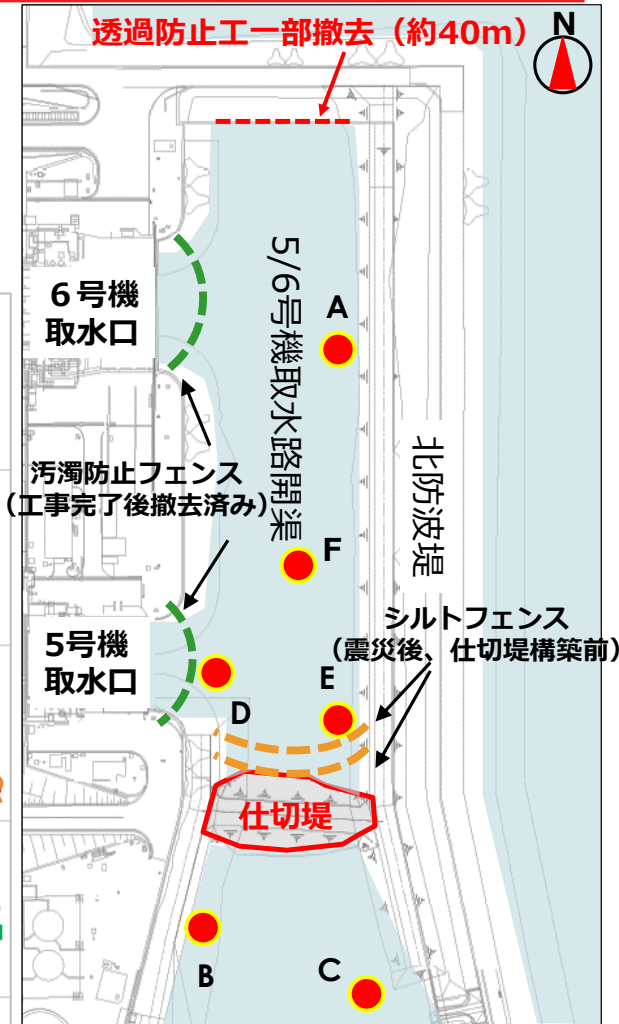 透過防止工一部撤去（約40m）
N
6号機
取水口
5/6号機取水路開渠
A
北防波堤
汚濁防止フェンス
（工事完了後撤去済み）
F
シルトフェンス
（震災後、仕切堤構築前）
5号機
取水口
D
E
仕切堤
B
C